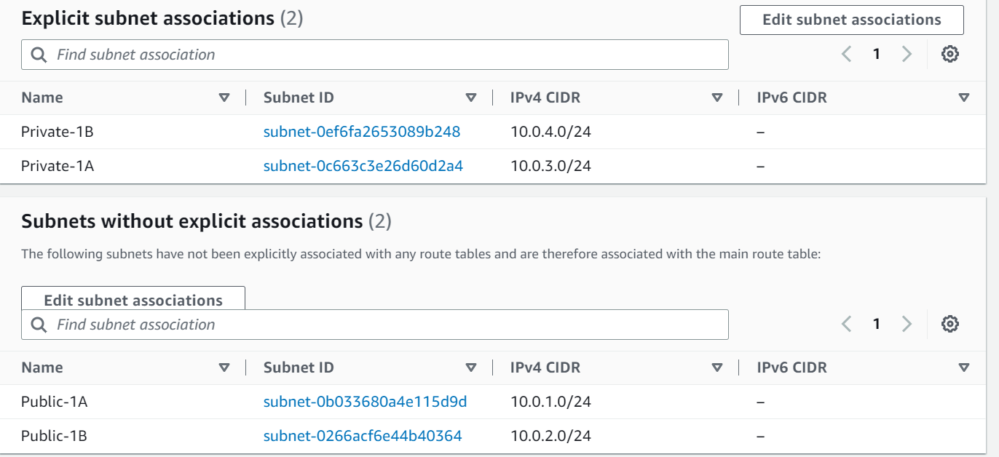 Explicit subnet associations (2)
Edit subnet associations
Find subnet association
1
Name Subnet ID IPv4 CIDR IPv6 CIDR
Private-1B subnet-0ef6fa2653089b248 10.0.4.0/24 –
Private-1A subnet-0c663c3e26d60d2a4 10.0.3.0/24 –
Subnets without explicit associations (2)
The following subnets have not been explicitly associated with any route tables and are therefore associated with the main route table:
Edit subnet associations
Find subnet association
1
Name Subnet ID IPv4 CIDR IPv6 CIDR
Public-1A subnet-0b033680a4e115d9d 10.0.1.0/24 –
Public-1B subnet-0266acf6e44b40364 10.0.2.0/24 –